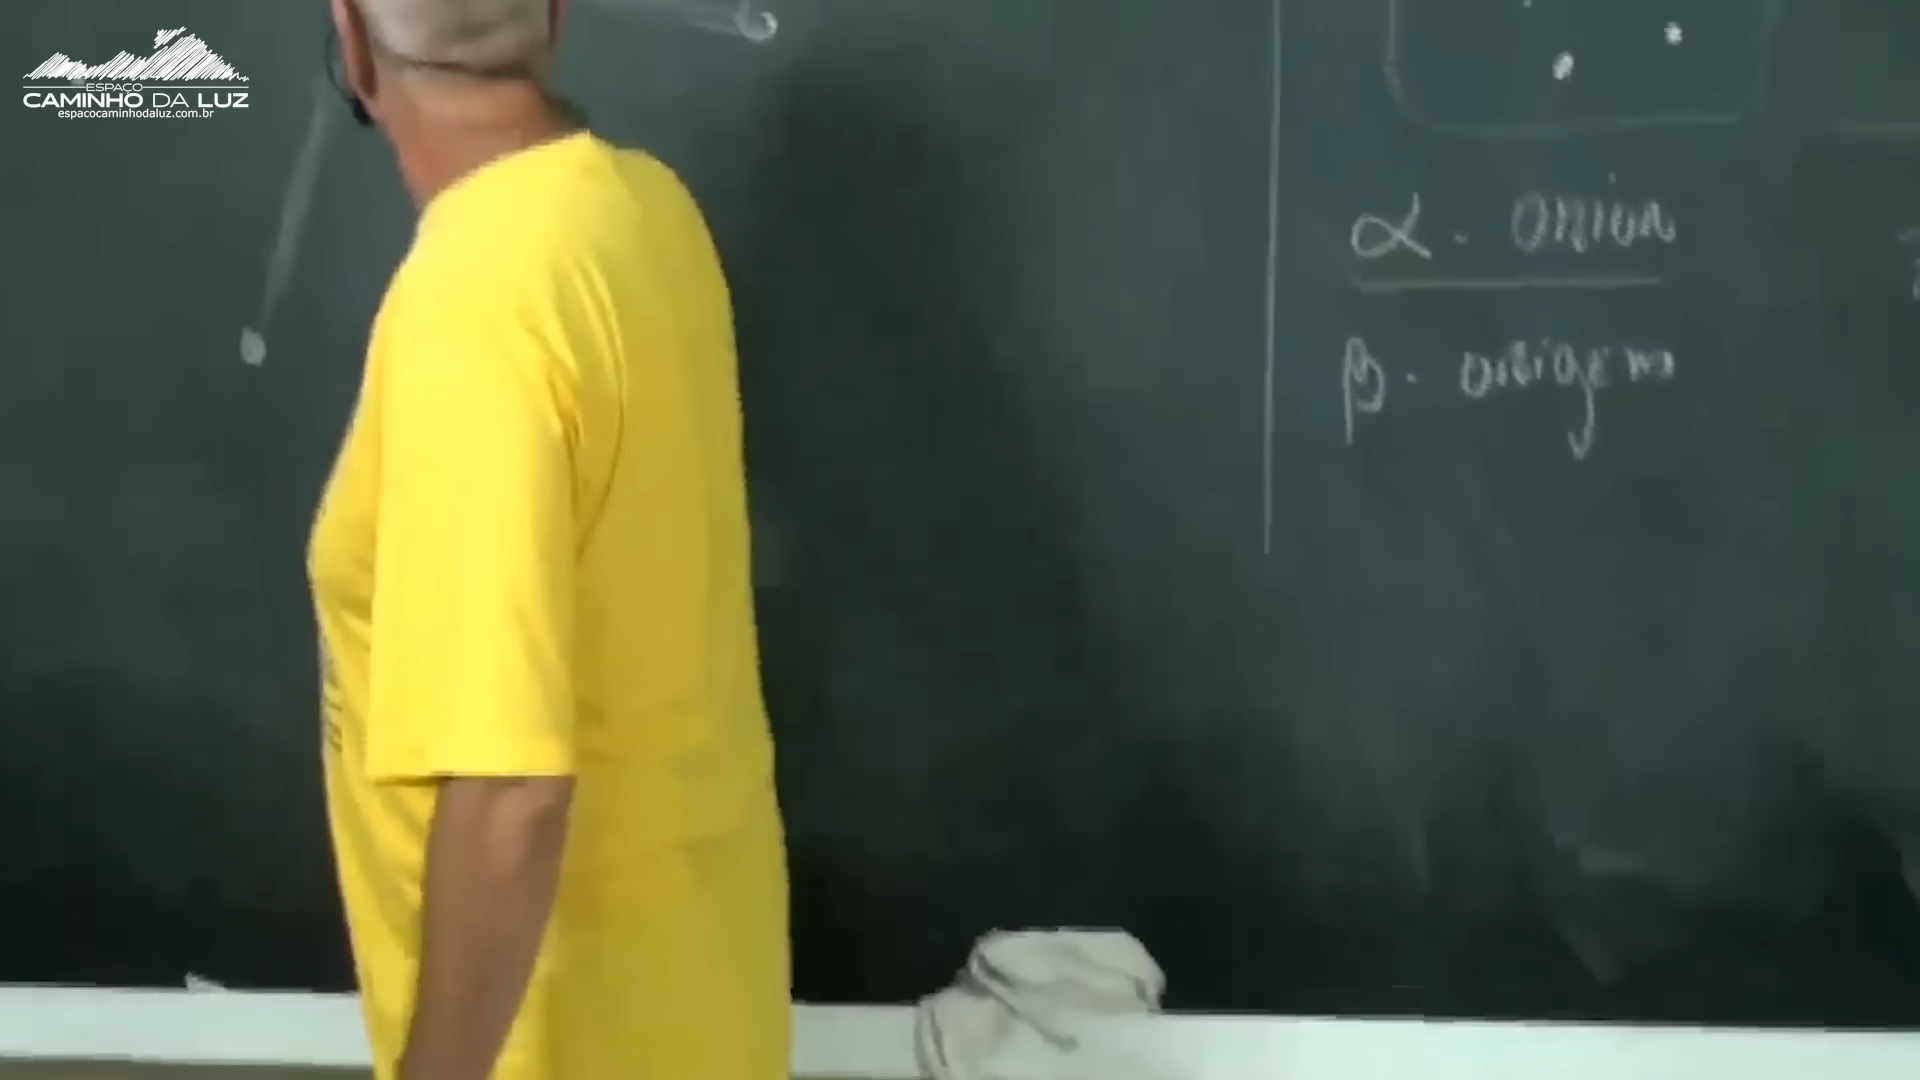 ESPAÇO
CAMINHO DA LUZ
espacocaminhodaluz.com.br
α. orion
β. origem